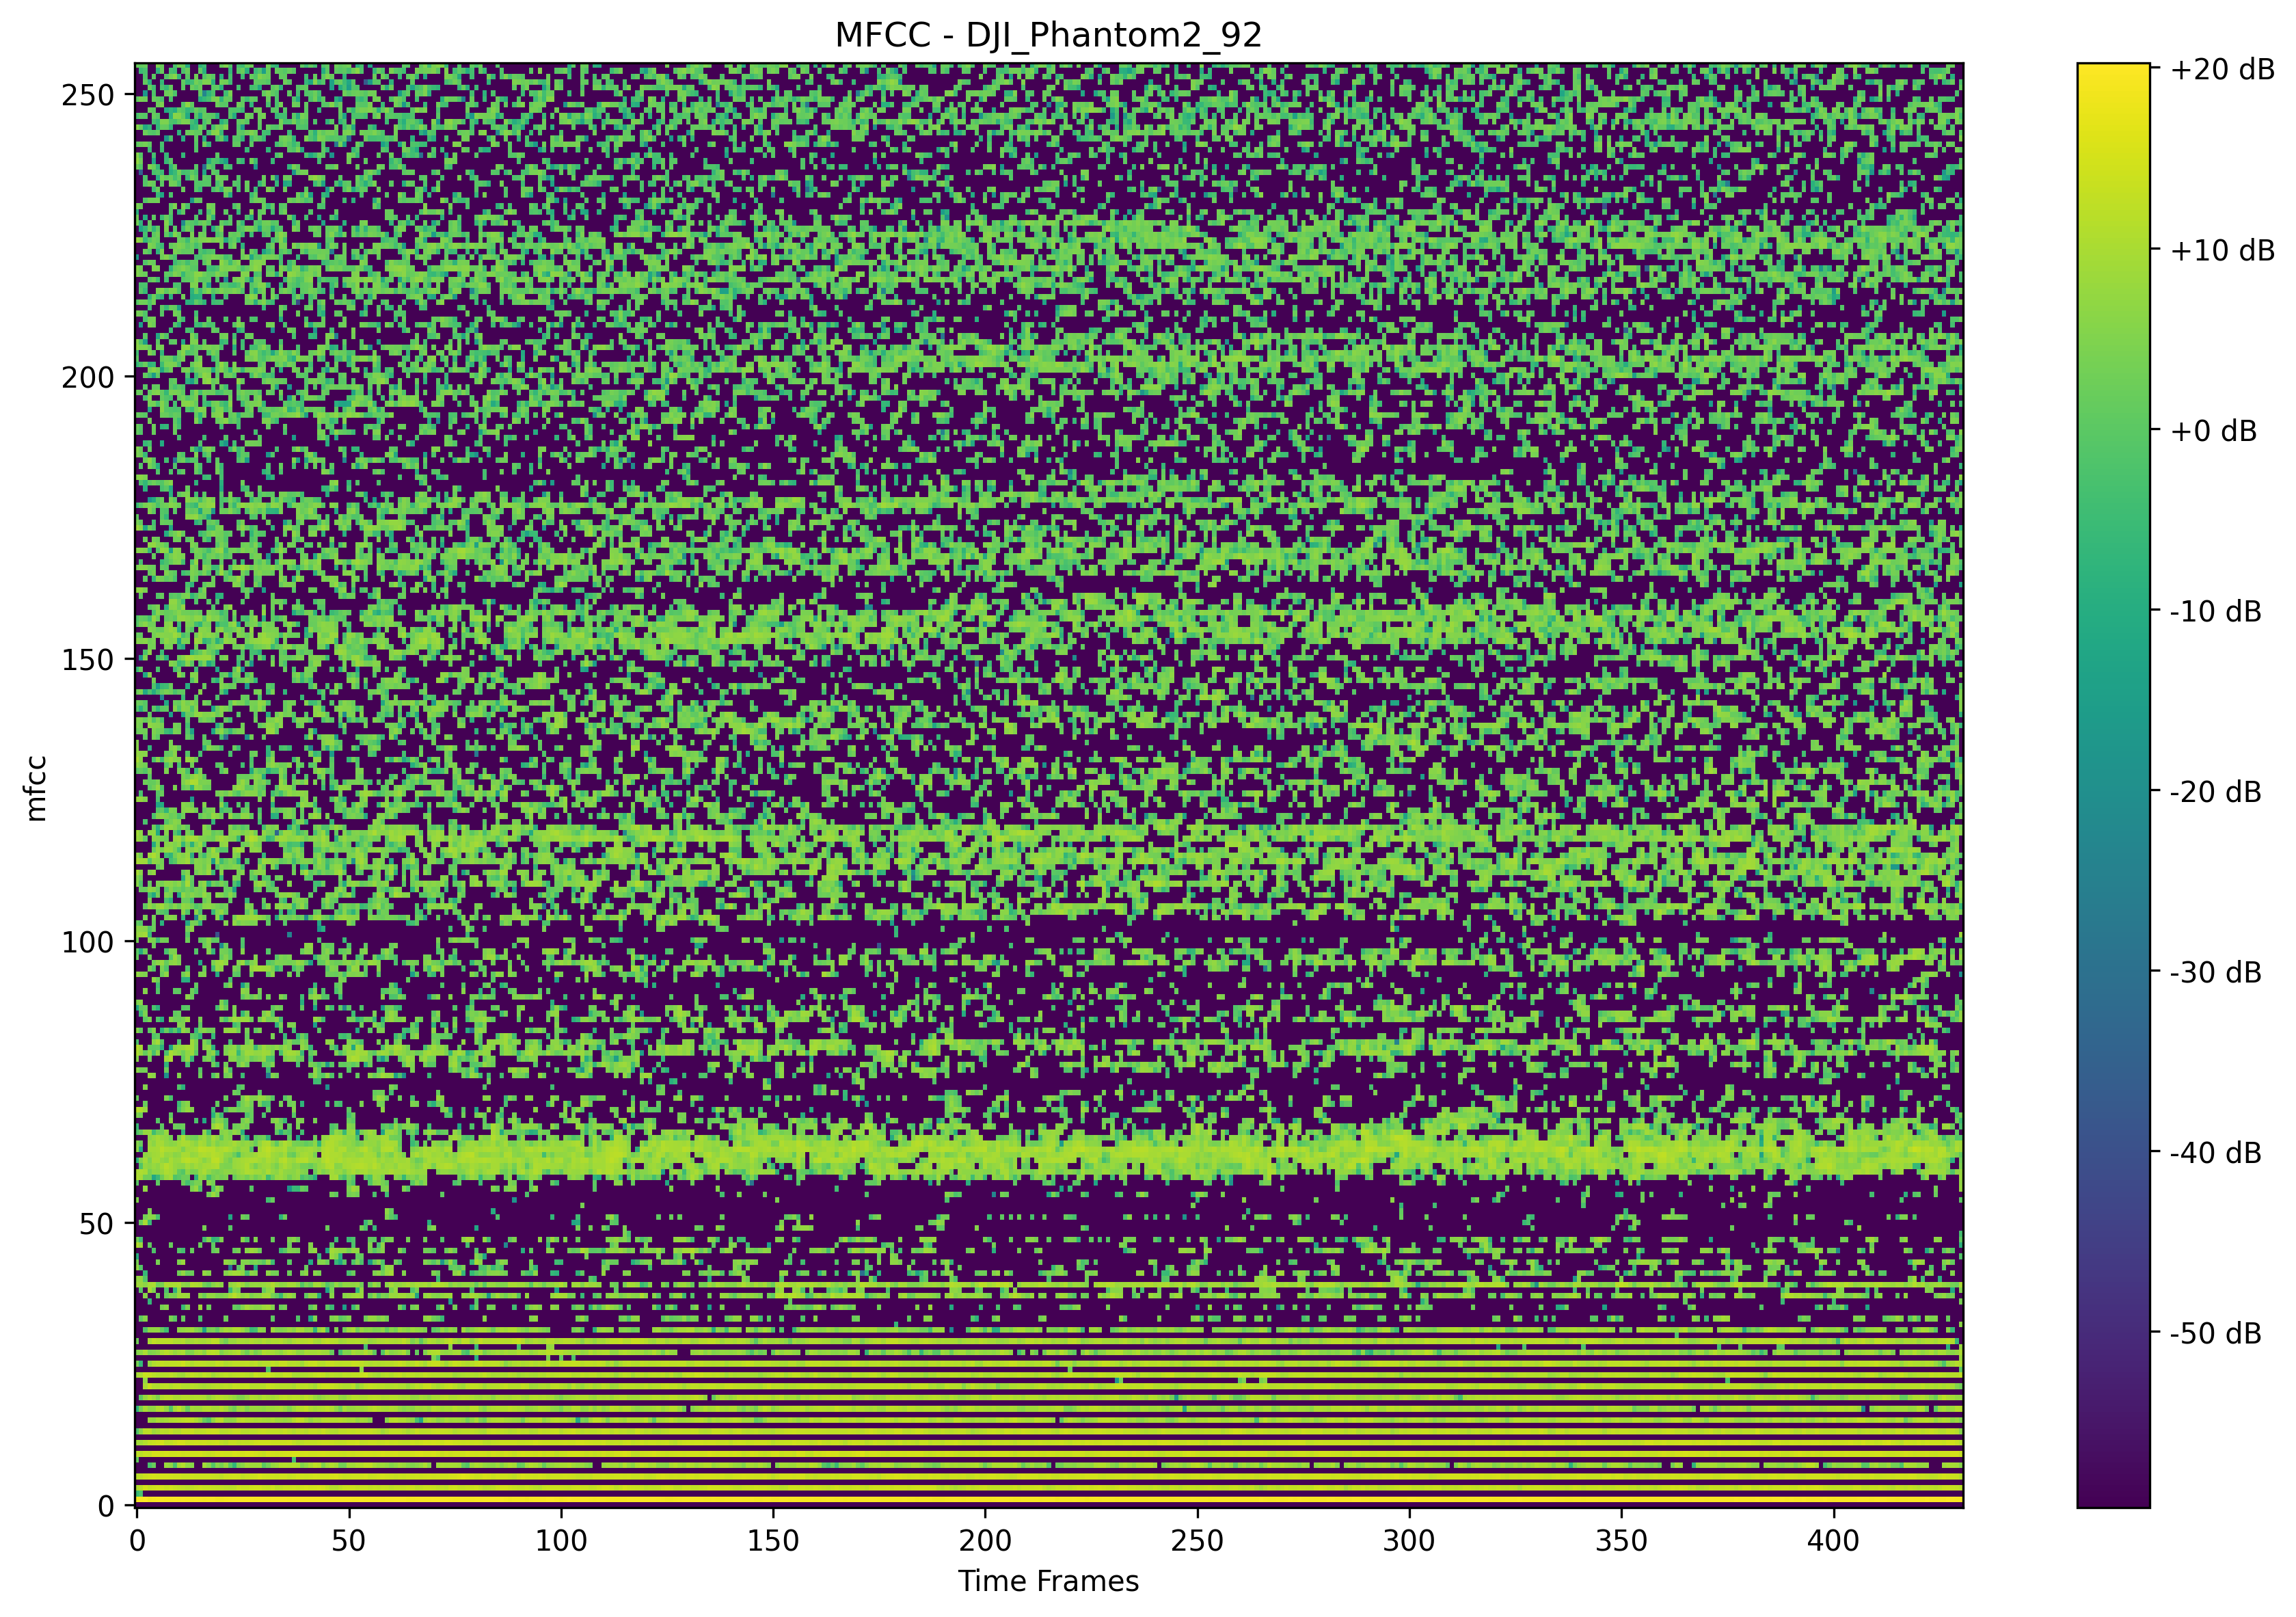 MFCC - DJI_Phantom2_92
250
200
150
100
50
0
mfcc
0 50 100 150 200 250 300 350 400
Time Frames
+20 dB
+10 dB
+0 dB
-10 dB
-20 dB
-30 dB
-40 dB
-50 dB